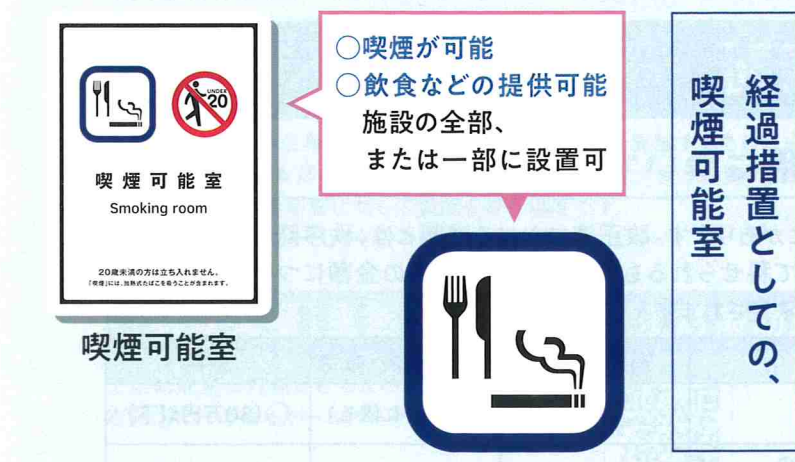 経過措置としての、
喫煙可能室
○喫煙が可能
○飲食などの提供可能
施設の全部、
または一部に設置可
UNDER
20
喫煙可能室
Smoking room
20歳未満の方は立ち入れません。
「喫煙」には、加熱式たばこを吸うことが含まれます。
喫煙可能室